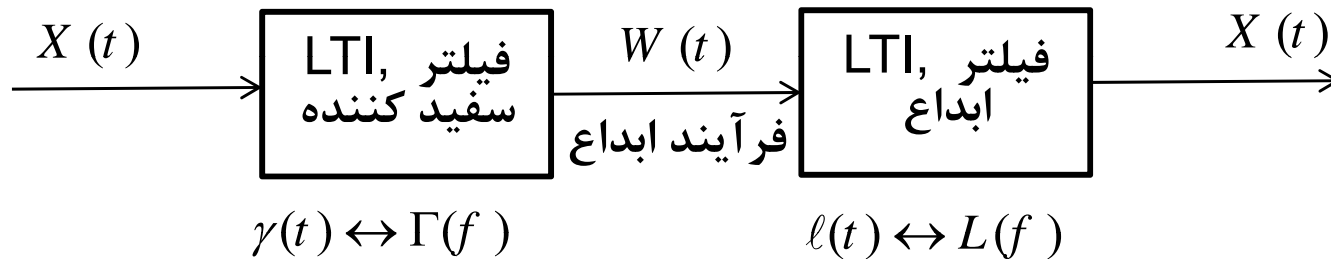 X (t)
LTI, فیلتر
سفید کننده
W (t)
فرآیند ابداع
LTI, فیلتر
ابداع
X (t)
γ(t) ↔ Γ(f )
ℓ(t) ↔ L(f )